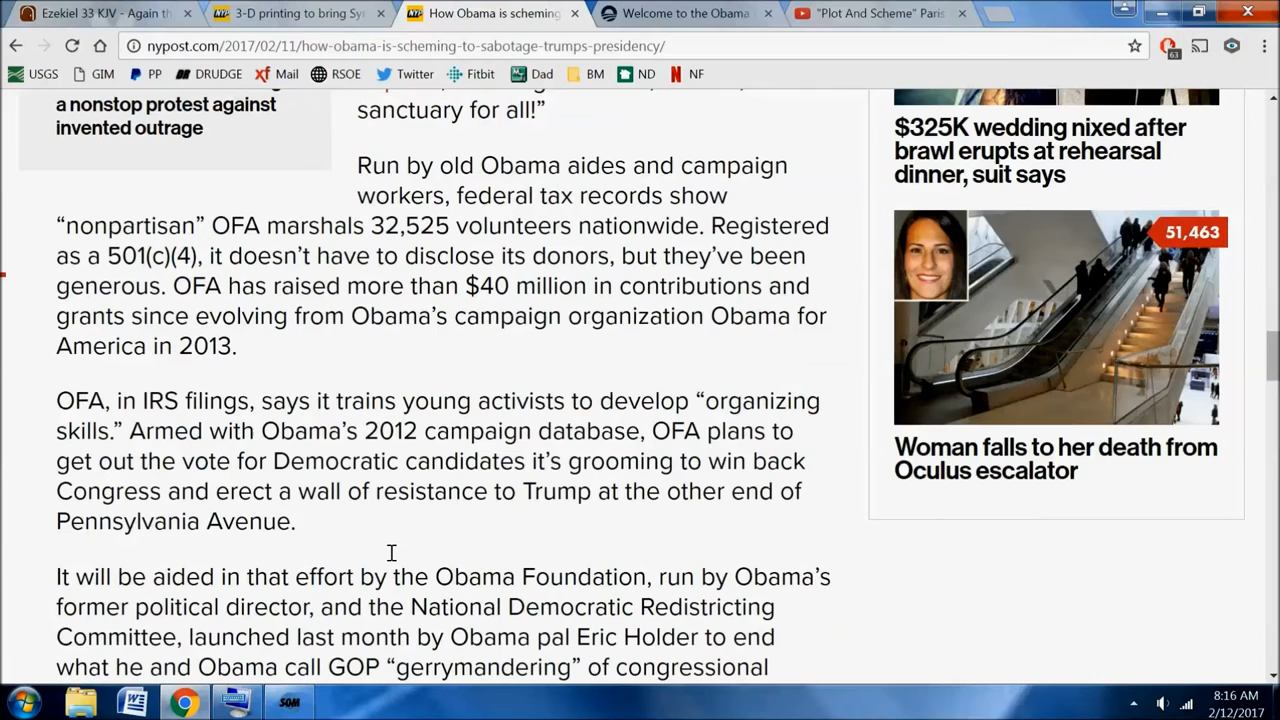 Ezekiel 33 KJV - Again th
3-D printing to bring Syr
How Obama is scheming
Welcome to the Obama
"Plot And Scheme" Paris
nypost.com/2017/02/11/how-obama-is-scheming-to-sabotage-trumps-presidency/
63
USGS
GIM
PP
DRUDGE
Mail
RSOE
Twitter
Fitbit
Dad
BM
ND
NF
a nonstop protest against
invented outrage
sanctuary for all!”
Run by old Obama aides and campaign
workers, federal tax records show
“nonpartisan” OFA marshals 32,525 volunteers nationwide. Registered
as a 501(c)(4), it doesn’t have to disclose its donors, but they’ve been
generous. OFA has raised more than $40 million in contributions and
grants since evolving from Obama’s campaign organization Obama for
America in 2013.
OFA, in IRS filings, says it trains young activists to develop “organizing
skills.” Armed with Obama’s 2012 campaign database, OFA plans to
get out the vote for Democratic candidates it’s grooming to win back
Congress and erect a wall of resistance to Trump at the other end of
Pennsylvania Avenue.
It will be aided in that effort by the Obama Foundation, run by Obama’s
former political director, and the National Democratic Redistricting
Committee, launched last month by Obama pal Eric Holder to end
what he and Obama call GOP “gerrymandering” of congressional
$325K wedding nixed after
brawl erupts at rehearsal
dinner, suit says
51,463
Woman falls to her death from
Oculus escalator
SOM
8:16 AM
2/12/2017